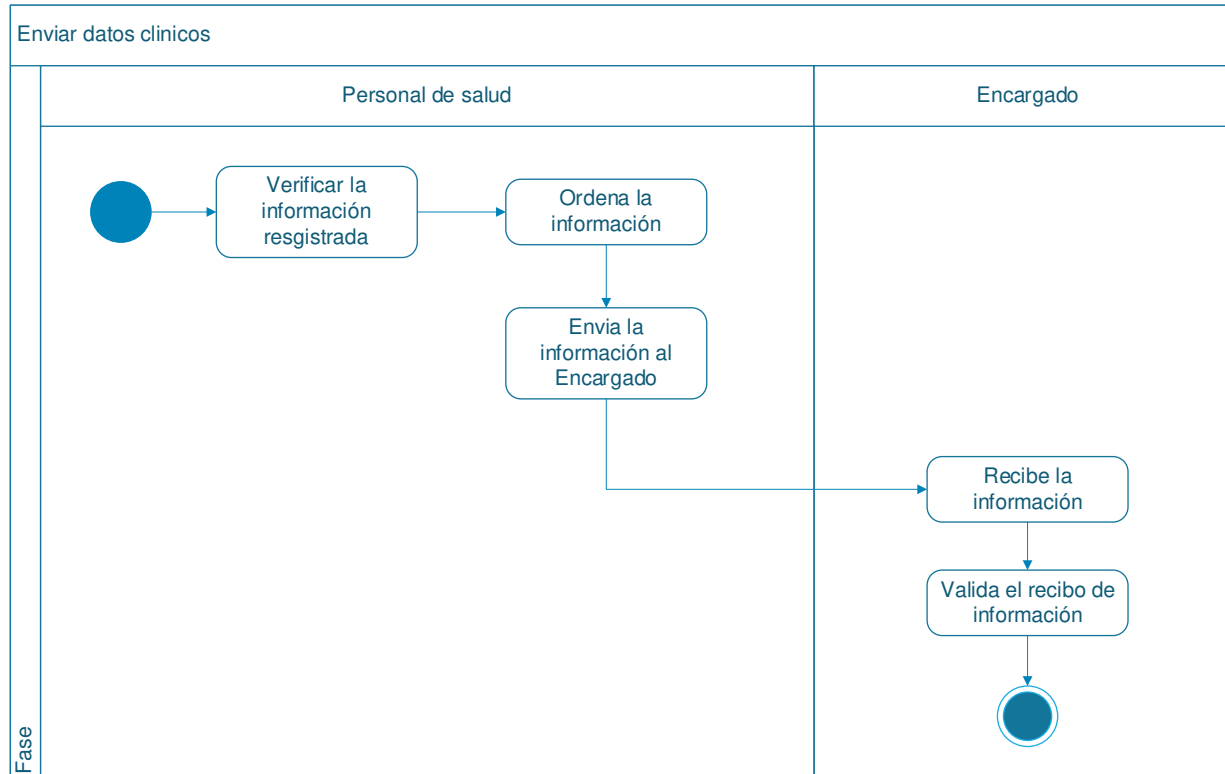 Enviar datos clinicos
Personal de salud
Encargado
Verificar la
información
resgistrada
Ordena la
información
Envia la
información al
Encargado
Recibe la
información
Valida el recibo de
información
Fase